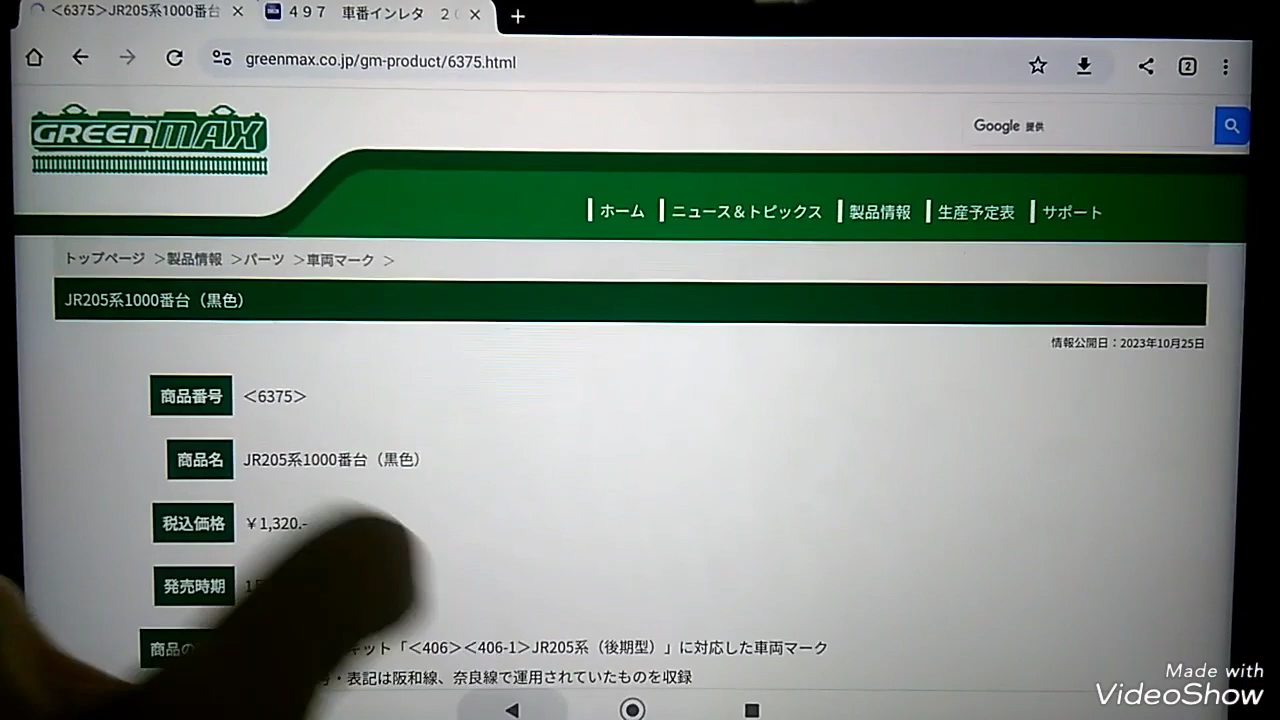 <6375>JR205系1000番台
497 車番インレタ 2
greenmax.co.jp/gm-product/6375.html
2
GREENMAX
Google 提供
ホーム
ニュース＆トピックス
製品情報
生産予定表
サポート
トップページ >製品情報 >パーツ >車両マーク >
JR205系1000番台（黒色）
情報公開日：2023年10月25日
商品番号 <6375>
商品名 JR205系1000番台（黒色）
税込価格 ￥1,320.-
発売時期
商品の
ット「<406><406-1>JR205系（後期型）」に対応した車両マーク
・表記は阪和線、奈良線で運用されていたものを収録
Made with
VideoShow